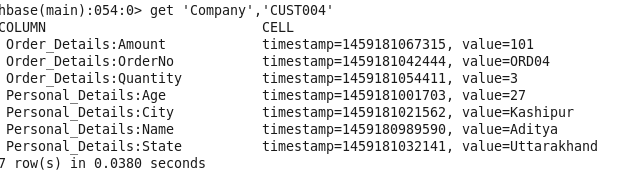 hbase(main):054:0> get 'Company','CUST004'
COLUMN CELL
Order_Details:Amount timestamp=1459181067315, value=101
Order_Details:OrderNo timestamp=1459181042444, value=ORD04
Order_Details:Quantity timestamp=1459181054411, value=3
Personal_Details:Age timestamp=1459181001703, value=27
Personal_Details:City timestamp=1459181021562, value=Kashipur
Personal_Details:Name timestamp=1459180989590, value=Aditya
Personal_Details:State timestamp=1459181032141, value=Uttarakhand
7 row(s) in 0.0380 seconds